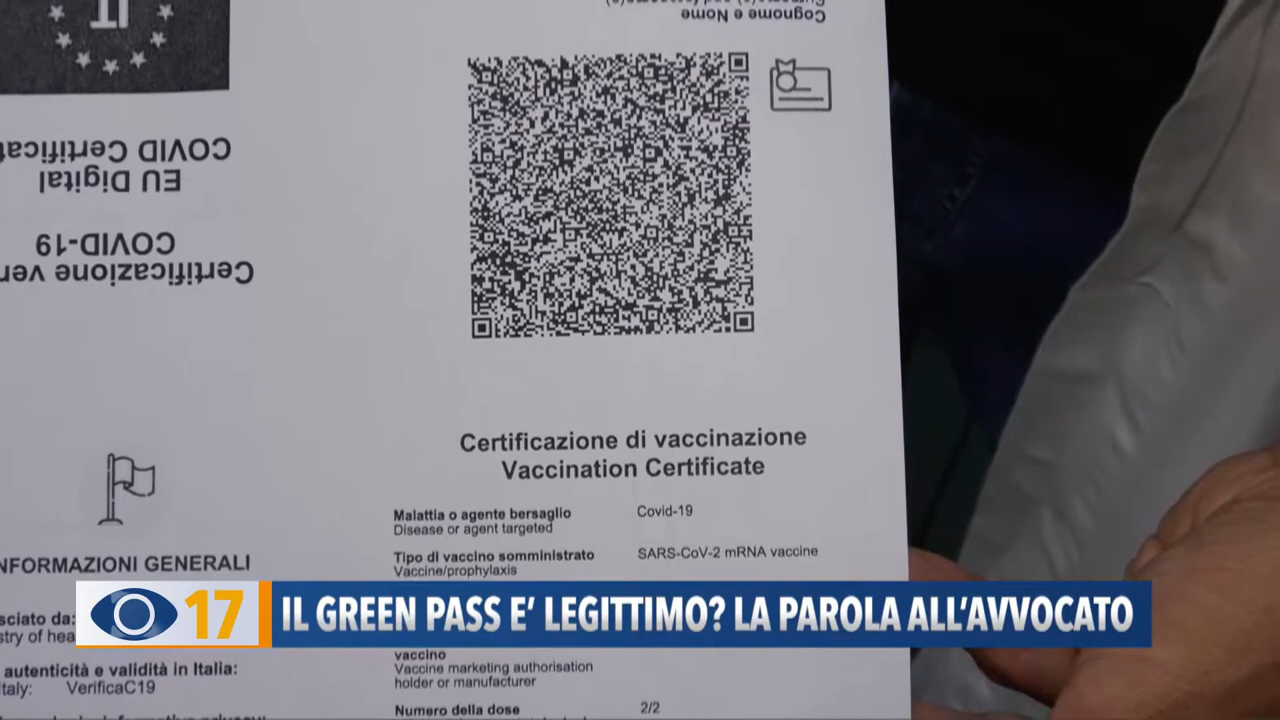 IT
Cognome e Nome
EU Digital
COVID
Certificazione
COVID-19
Certificazione di vaccinazione
Vaccination Certificate
Malattia o agente bersaglio
Disease or agent targeted
Covid-19
Tipo di vaccino somministrato
Vaccine/prophylaxis
SARS-CoV-2 mRNA vaccine
GENERALI
17
IL GREEN PASS E' LEGITTIMO? LA PAROLA ALL'AVVOCATO
vaccino
Vaccine marketing authorisation
holder or manufacturer
autenticità e validità in Italia:
VerificaC19
Numero della dose
2/2